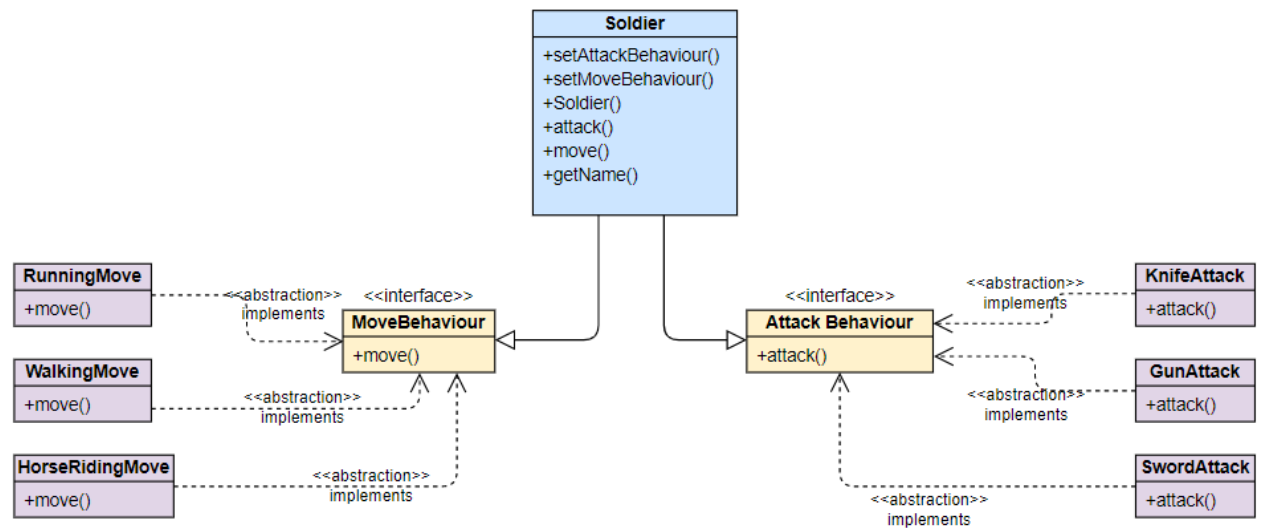 Soldier
+setAttackBehaviour()
+setMoveBehaviour()
+Soldier()
+attack()
+move()
+getName()
RunningMove
+move()
<<abstraction>>
implements
<<interface>>
MoveBehaviour
+move()
<<interface>>
Attack Behaviour
+attack()
<<abstraction>>
implements
KnifeAttack
+attack()
WalkingMove
+move()
<<abstraction>>
implements
<<abstraction>>
implements
GunAttack
+attack()
HorseRidingMove
+move()
<<abstraction>>
implements
<<abstraction>>
implements
SwordAttack
+attack()